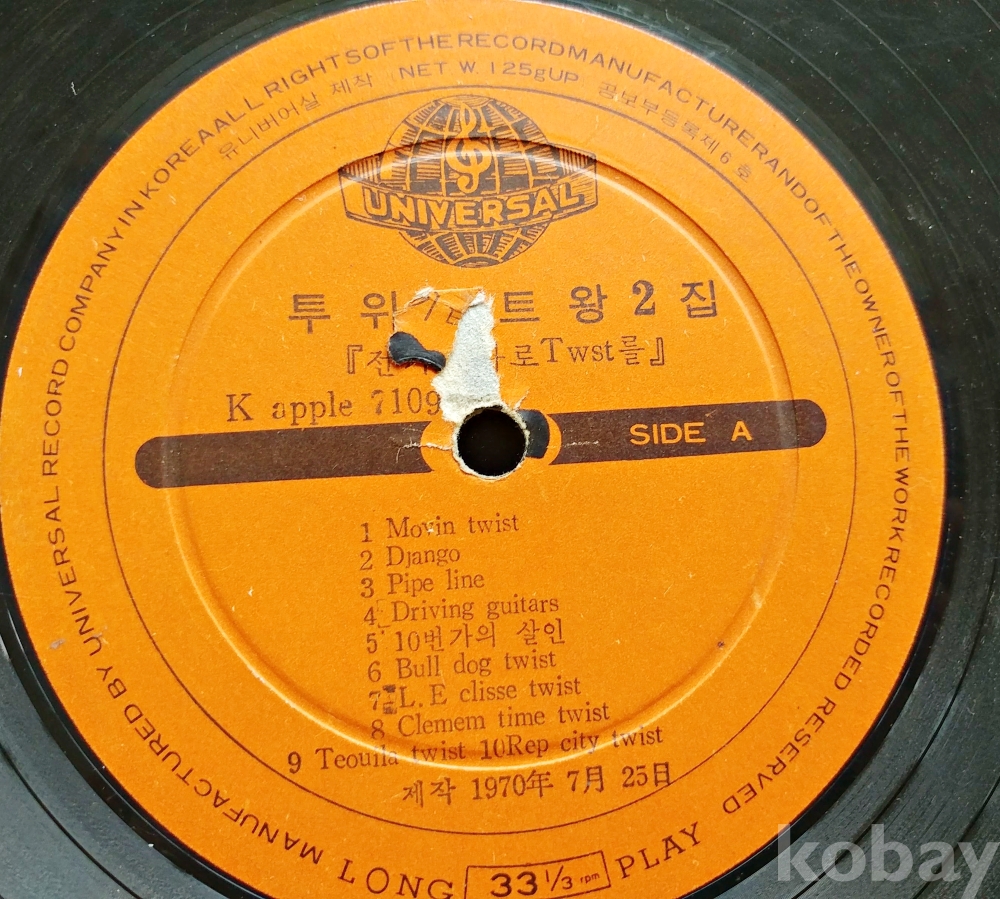 MANUFACTURED BY UNIVERSAL RECORD COMPANY IN KOREA ALL RIGHTS OF THE RECORD MANUFACTURER AND OF THE OWNER OF THE WORK RECORDED RESERVED
유니버어살 제작 NET W. 125gUP 공보부등록제6호
UNIVERSAL
투위스트 왕 2 집
로Twst를』
K apple 7109
SIDE A
1 Movin twist
2 Django
3 Pipe line
4 Driving guitars
5 10번가의 살인
6 Bull dog twist
7 L.E clisse twist
8 Clemem time twist
9 Teouila twist 10Rep city twist
제작 1970年 7月 25日
LONG 33 1/3 rpm PLAY
kobay